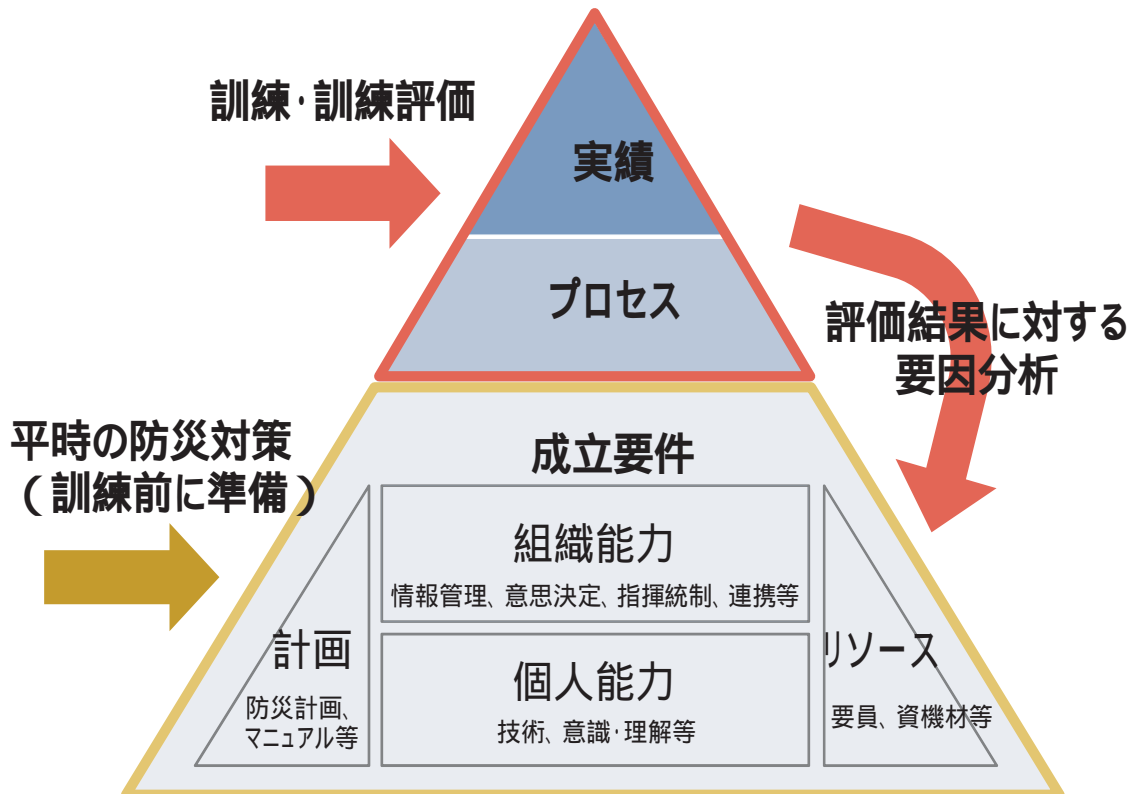 訓練・訓練評価
実績
プロセス
評価結果に対する
要因分析
平時の防災対策
（訓練前に準備）
成立要件
組織能力
情報管理、意思決定、指揮統制、連携等
計画
防災計画、
マニュアル等
個人能力
技術、意識・理解等
リソース
要員、資機材等